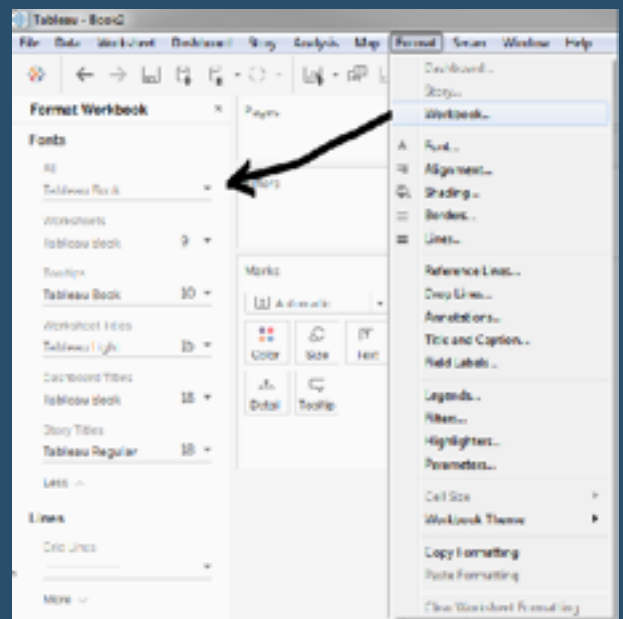 Tableau - Book2
File Data Worksheet Dashboard Story Analysis Map Format Server Window Help
Format Workbook
Fonts
All
Tableau Book
Worksheets
Tableau Book 9
Tooltips
Tableau Book 10
Worksheet Titles
Tableau Light 15
Dashboard Titles
Tableau Book 18
Story Titles
Tableau Regular 18
Less
Lines
Grid Lines
More
Pages
Filters
Marks
Automatic
Color Size Text
Detail Tooltip
Dashboard...
Story...
Workbook...
Font...
Alignment...
Shading...
Borders...
Lines...
Reference Lines...
Drop Lines...
Annotations...
Title and Caption...
Field Labels...
Legends...
Filters...
Highlighters...
Parameters...
Cell Size
Workbook Theme
Copy Formatting
Paste Formatting
Clear Worksheet Formatting